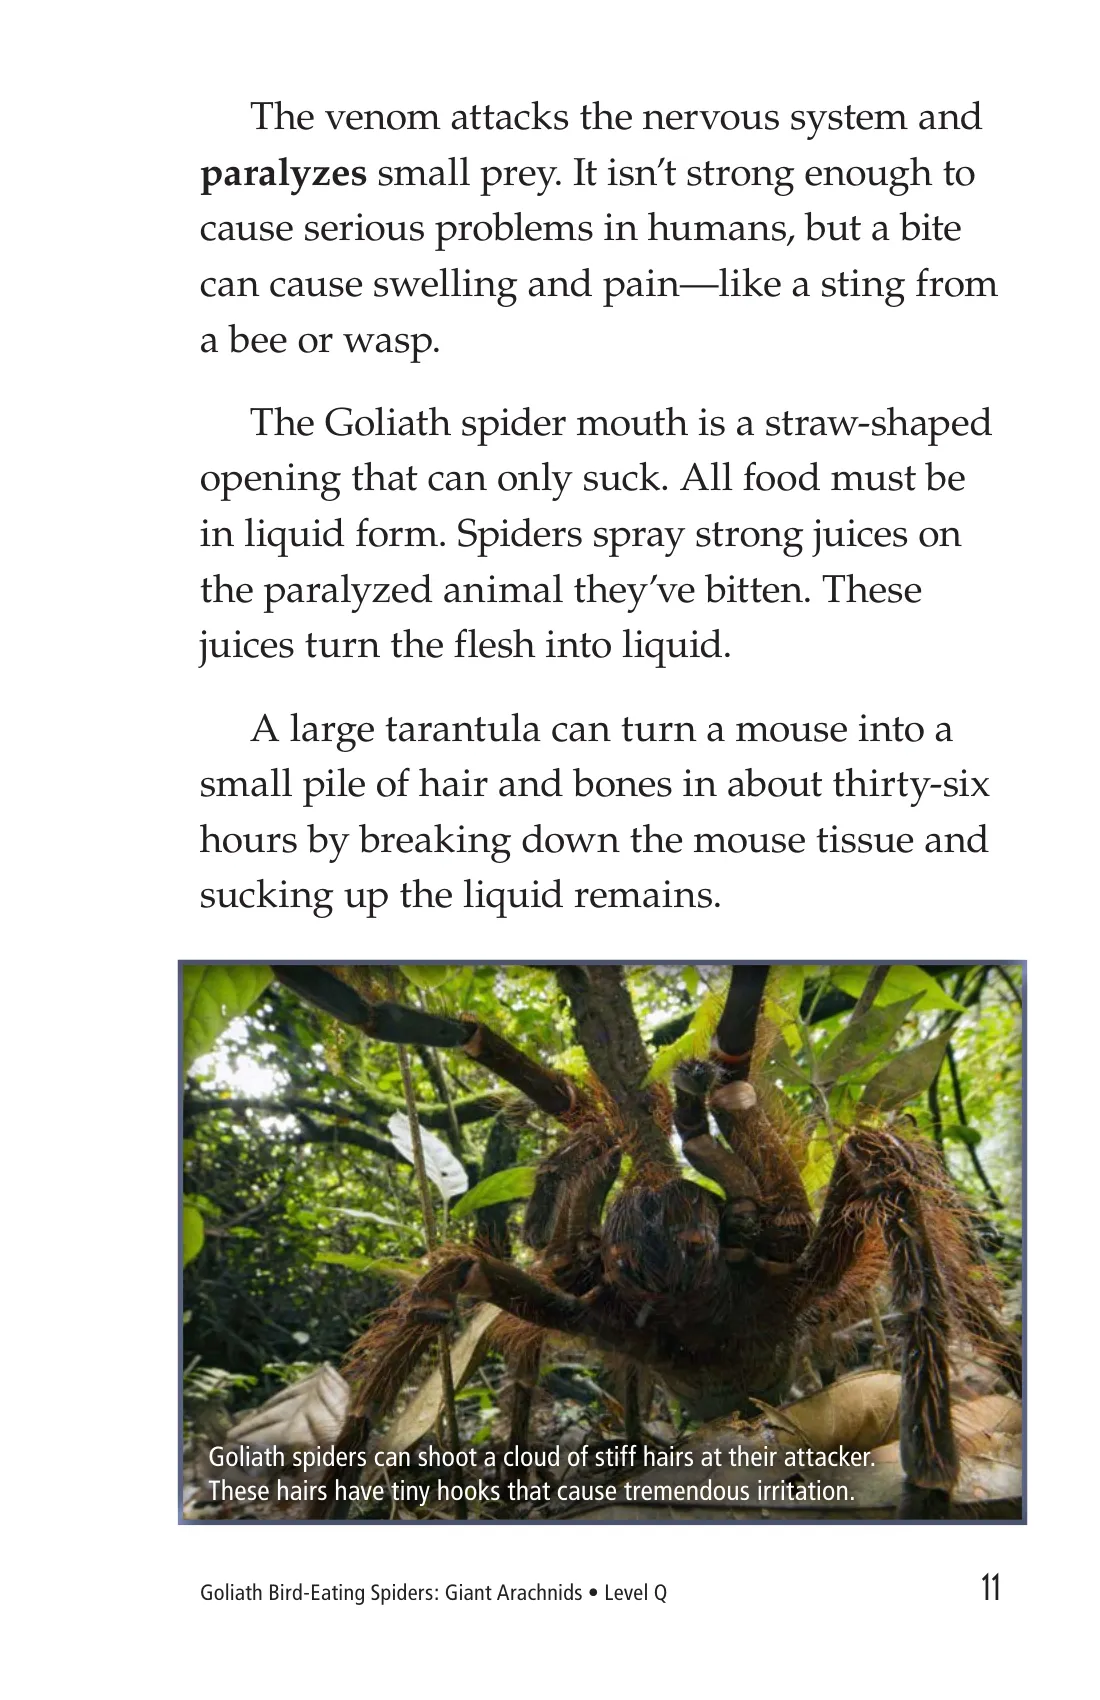 The venom attacks the nervous system and
paralyzes small prey. It isn’t strong enough to
cause serious problems in humans, but a bite
can cause swelling and pain—like a sting from
a bee or wasp.
The Goliath spider mouth is a straw-shaped
opening that can only suck. All food must be
in liquid form. Spiders spray strong juices on
the paralyzed animal they’ve bitten. These
juices turn the flesh into liquid.
A large tarantula can turn a mouse into a
small pile of hair and bones in about thirty-six
hours by breaking down the mouse tissue and
sucking up the liquid remains.
Goliath spiders can shoot a cloud of stiff hairs at their attacker.
These hairs have tiny hooks that cause tremendous irritation.
Goliath Bird-Eating Spiders: Giant Arachnids • Level Q 11